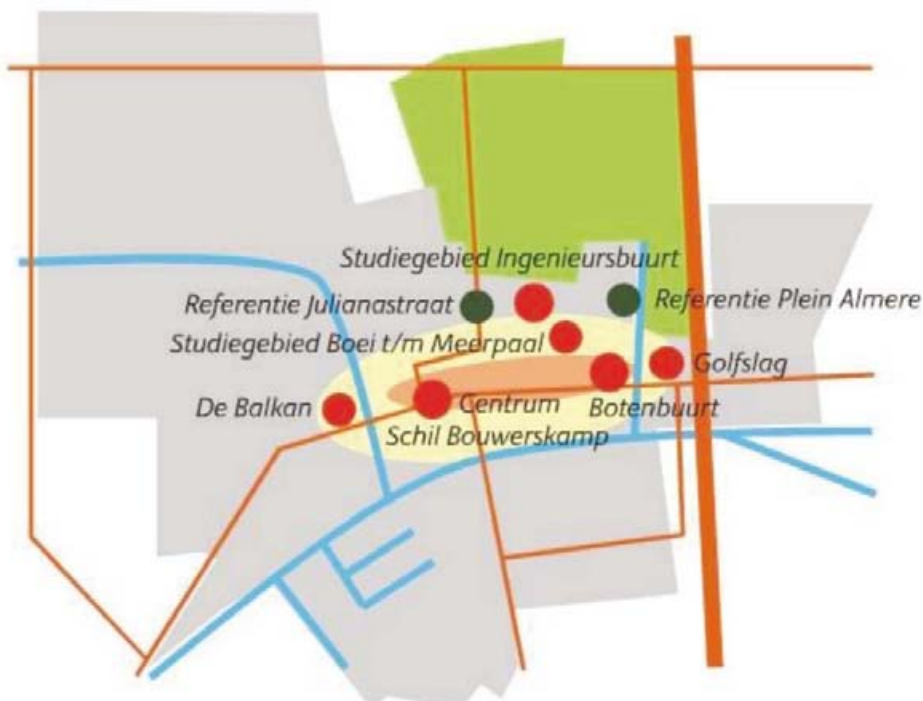 Studiegebied Ingenieursbuurt
Referentie Julianastraat
Referentie Plein Almere
Studiegebied Boei t/m Meerpaal
Golfslag
De Balkan
Centrum
Botenbuurt
Schil Bouwerskamp